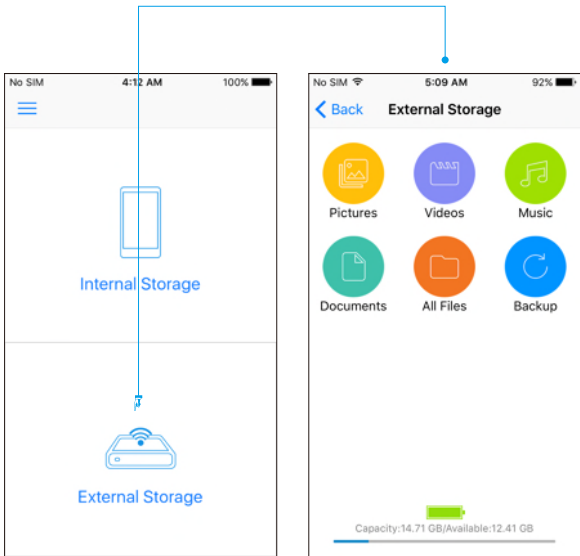 No SIM 4:12 AM 100%
Internal Storage
External Storage
No SIM 5:09 AM 92%
Back External Storage
Pictures Videos Music
Documents All Files Backup
Capacity:14.71 GB/Available:12.41 GB